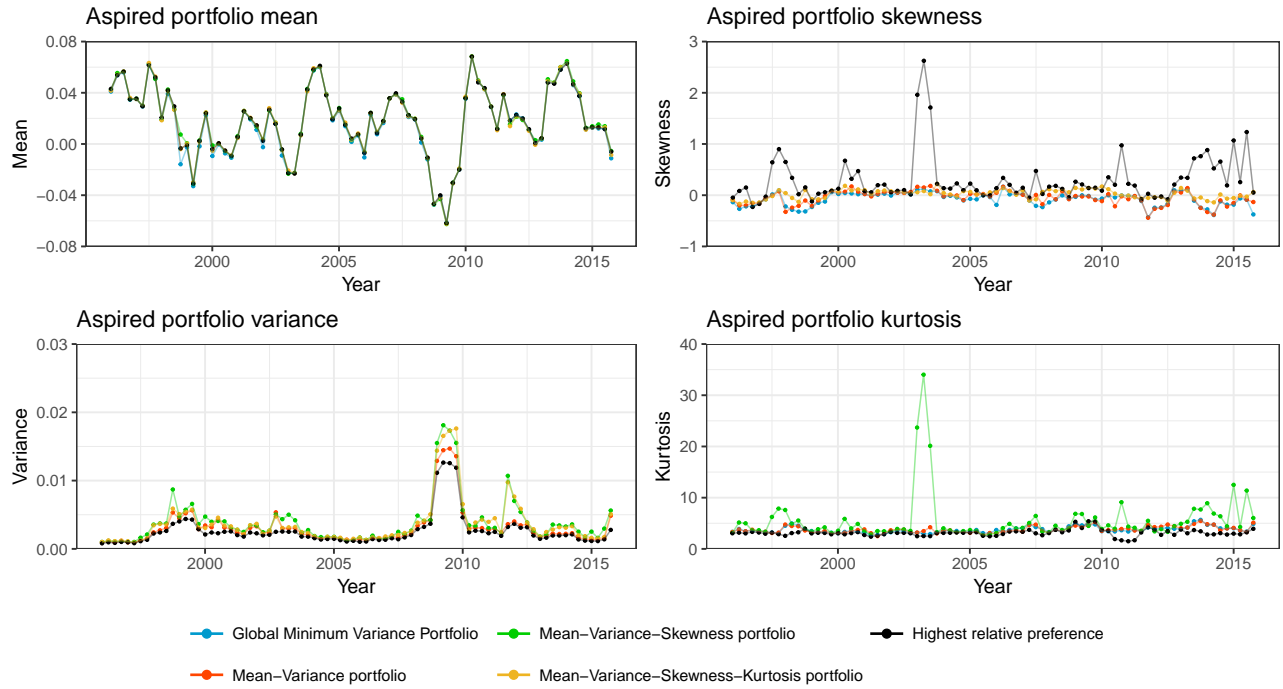 Aspired portfolio mean
0.08
0.04
0.00
−0.04
−0.08
Mean
2000
2005
2010
2015
Year
Aspired portfolio skewness
3
2
1
0
−1
Skewness
2000
2005
2010
2015
Year
Aspired portfolio variance
0.03
0.02
0.01
0.00
Variance
2000
2005
2010
2015
Year
Aspired portfolio kurtosis
40
30
20
10
0
Kurtosis
2000
2005
2010
2015
Year
Global Minimum Variance Portfolio
Mean−Variance−Skewness portfolio
Highest relative preference
Mean−Variance portfolio
Mean−Variance−Skewness−Kurtosis portfolio